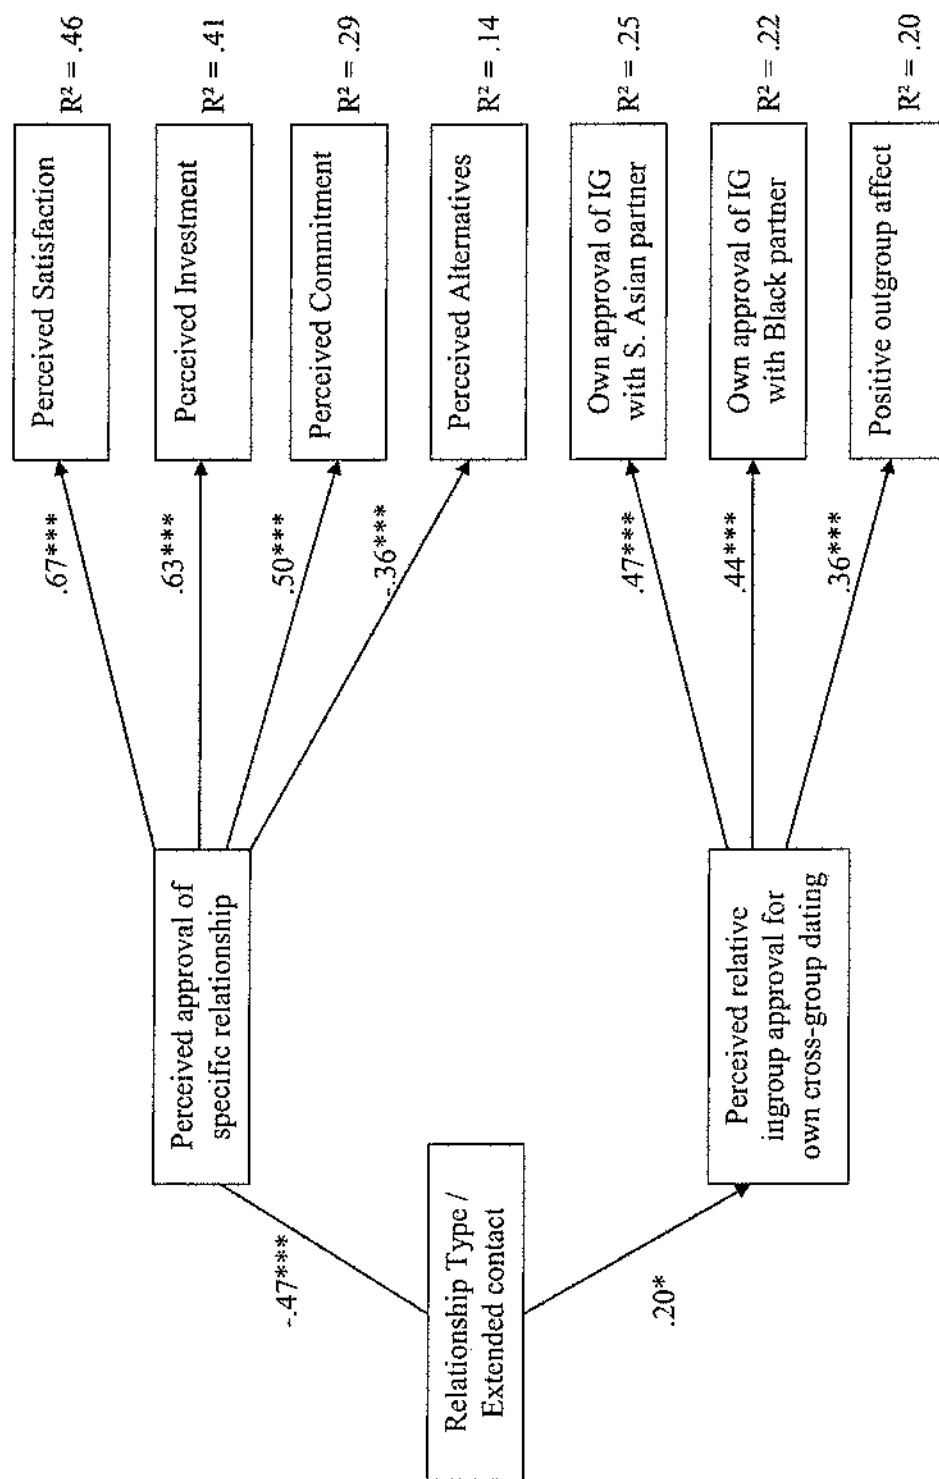 Relationship Type /
Extended contact
-.47***
.20*
Perceived approval of
specific relationship
Perceived relative
ingroup approval for
own cross-group dating
.67***
.63***
.50***
-.36***
.47***
.44***
.36***
Perceived Satisfaction
R² = .46
Perceived Investment
R² = .41
Perceived Commitment
R² = .29
Perceived Alternatives
R² = .14
Own approval of IG
with S. Asian partner
R² = .25
Own approval of IG
with Black partner
R² = .22
Positive outgroup affect
R² = .20